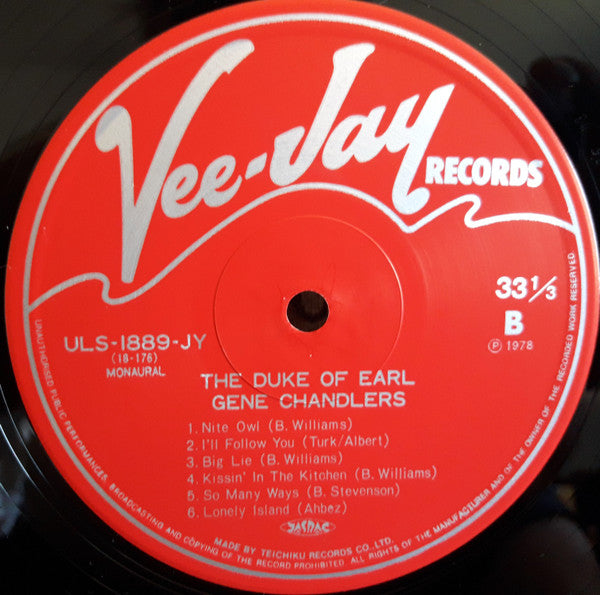 Vee-Jay
RECORDS
33 1/3
B
℗ 1978
ULS-1889-JY
(18-176)
MONAURAL
THE DUKE OF EARL
GENE CHANDLERS
1. Nite Owl (B. Williams)
2. I'll Follow You (Turk/Albert)
3. Big Lie (B. Williams)
4. Kissin' In The Kitchen (B. Williams)
5. So Many Ways (B. Stevenson)
6. Lonely Island (Ahbez)
JASRAC
MADE BY TEICHIKU RECORDS CO., LTD.
UNAUTHORISED PUBLIC PERFORMANCES, BROADCASTING AND COPYING OF THE RECORD PROHIBITED. ALL RIGHTS OF THE MANUFACTURER AND OF THE OWNER OF THE RECORDED WORK RESERVED.